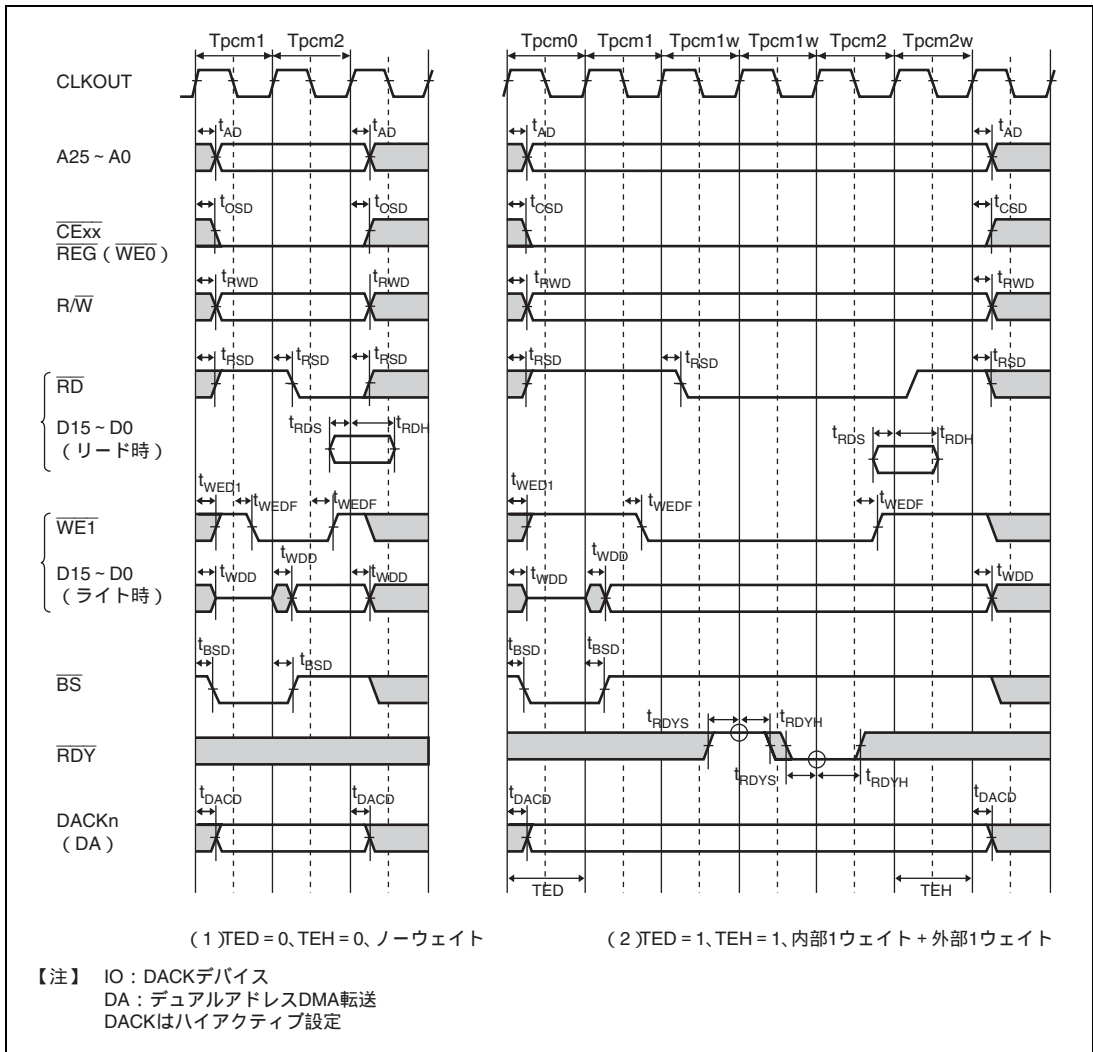 Tpcm1 Tpcm2 Tpcm0 Tpcm1 Tpcm1w Tpcm1w Tpcm2 Tpcm2w
CLKOUT
tAD tAD tAD tAD
A25~A0
tOSD tOSD tCSD tCSD
CExx
REG(WE0)
tRWD tRWD tRWD tRWD
R/W
tRSD tRSD tRSD tRSD tRSD tRSD
RD
tRDS tRDH tRDS tRDH
D15~D0
(リード時)
tWED1 tWEDF tWEDF tWED1 tWEDF tWEDF
WE1
tWDD tWDD tWDD tWDD tWDD tWDD
D15~D0
(ライト時)
tBSD tBSD tBSD tBSD
BS
tRDYS tRDYH
RDY
tRDYS tRDYH
tDACD tDACD tDACD tDACD
DACKn
(DA)
TED TEH
(1)TED=0、TEH=0、ノーウェイト
(2)TED=1、TEH=1、内部1ウェイト+外部1ウェイト
【注】 IO:DACKデバイス
DA:デュアルアドレスDMA転送
DACKはハイアクティブ設定